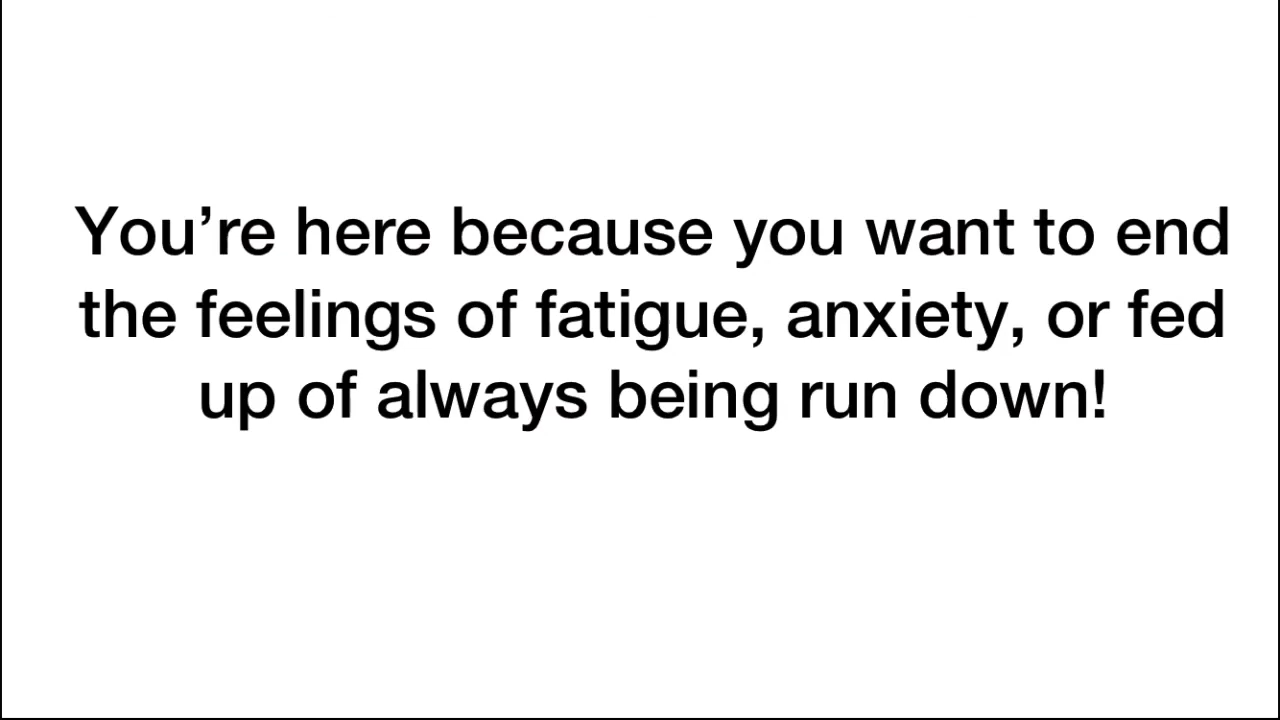 You’re here because you want to end
the feelings of fatigue, anxiety, or fed
up of always being run down!